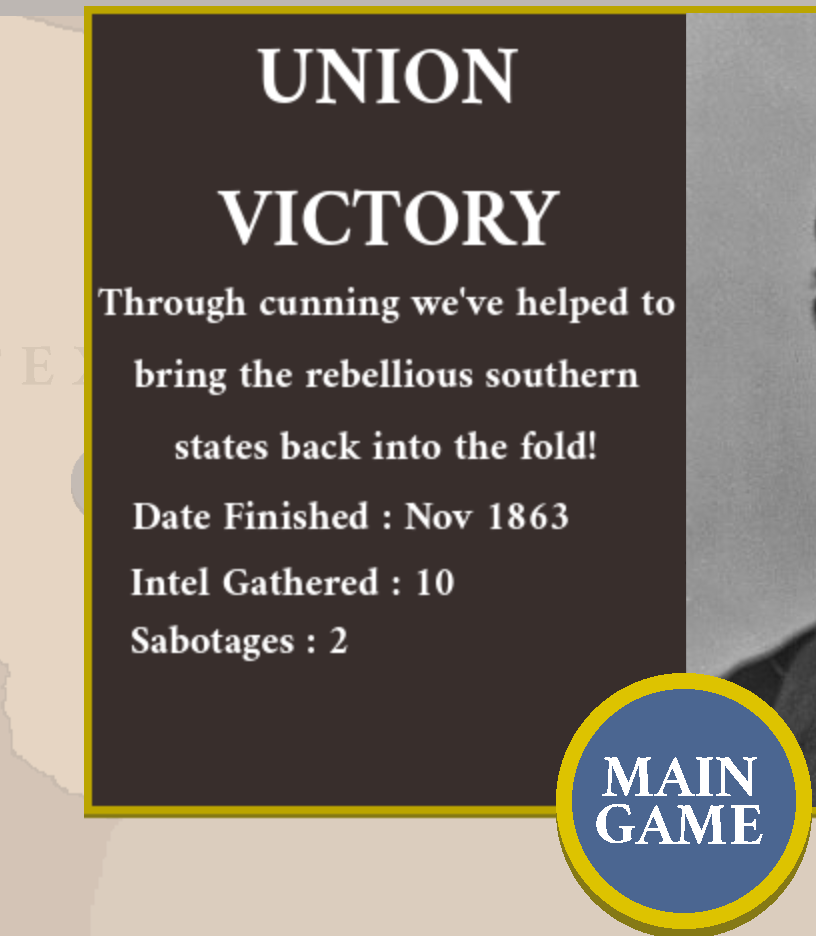 UNION
VICTORY
Through cunning we've helped to
bring the rebellious southern
states back into the fold!
Date Finished : Nov 1863
Intel Gathered : 10
Sabotages : 2
MAIN
GAME